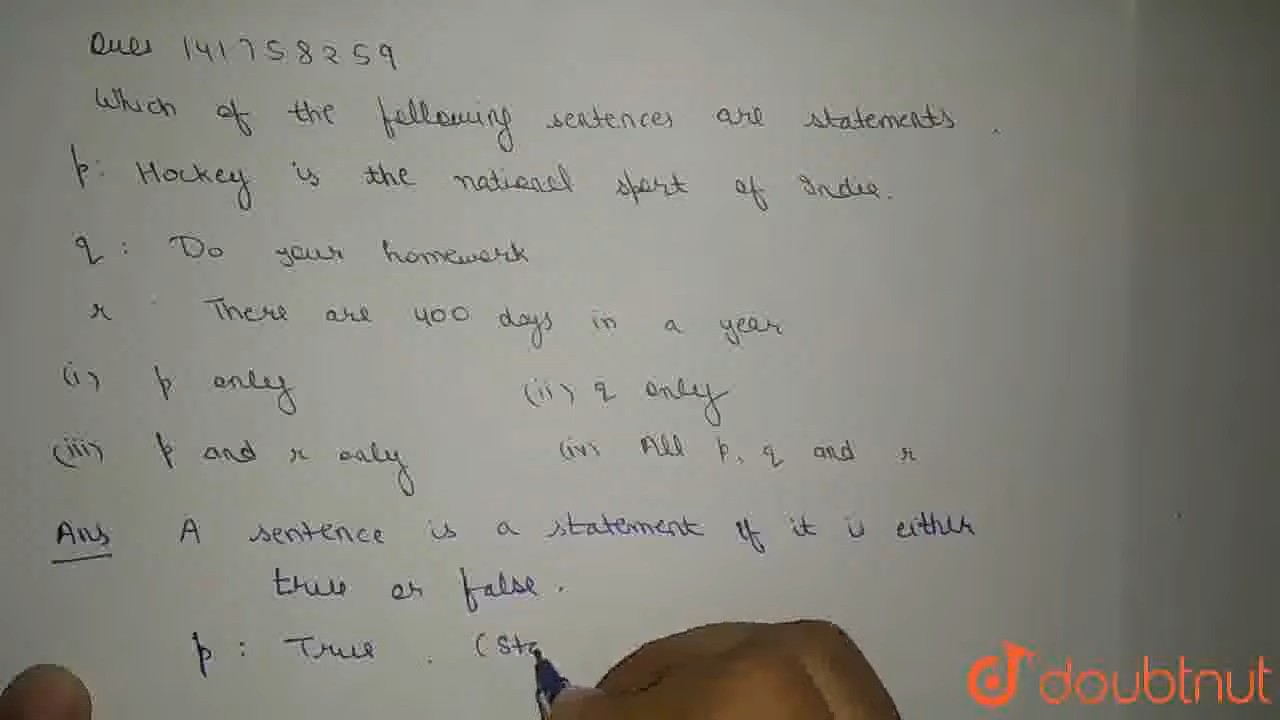 Ques 141758259
Which of the following sentences are statements.
p: Hockey is the national sport of India.
q: Do your homework
r There are 400 days in a year
(i) p only (ii) q only
(iii) p and r only (iv) All p, q and r
Ans A sentence is a statement if it is either
true or false.
p: True. (Sta
doubtnut